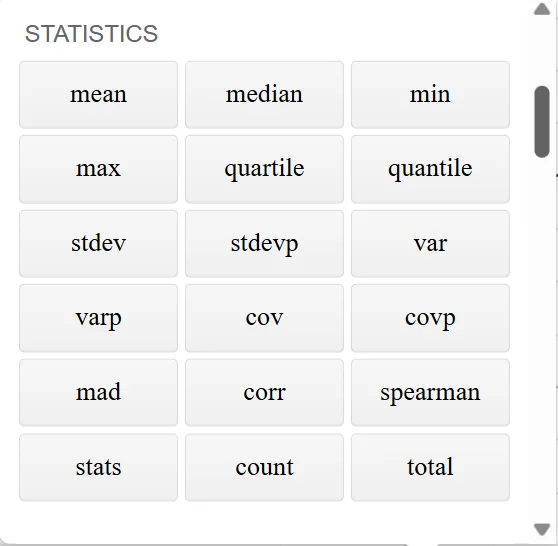 STATISTICS
mean median min
max quartile quantile
stdev stdevp var
varp cov covp
mad corr spearman
stats count total